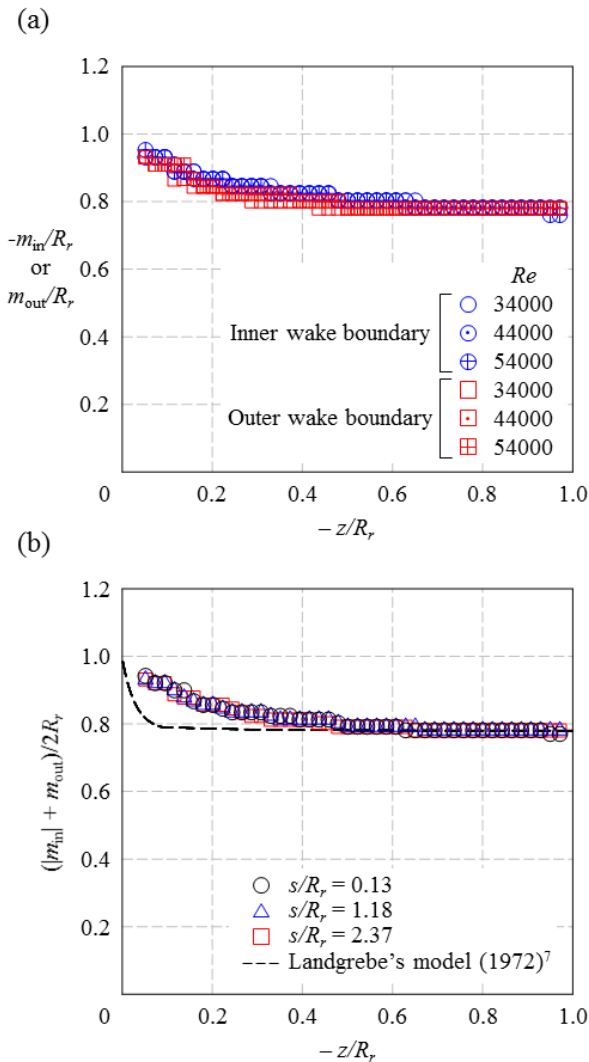 (a)
1.2
1.0
0.8
0.6
0.4
0.2
-m_in/R_r
or
m_out/R_r
Re
Inner wake boundary
34000
44000
54000
Outer wake boundary
34000
44000
54000
0 0.2 0.4 0.6 0.8 1.0
– z/R_r
(b)
1.2
1.0
0.8
0.6
0.4
0.2
(|m_in| + m_out)/2R_r
s/R_r = 0.13
s/R_r = 1.18
s/R_r = 2.37
Landgrebe's model (1972)⁷
0 0.2 0.4 0.6 0.8 1.0
– z/R_r